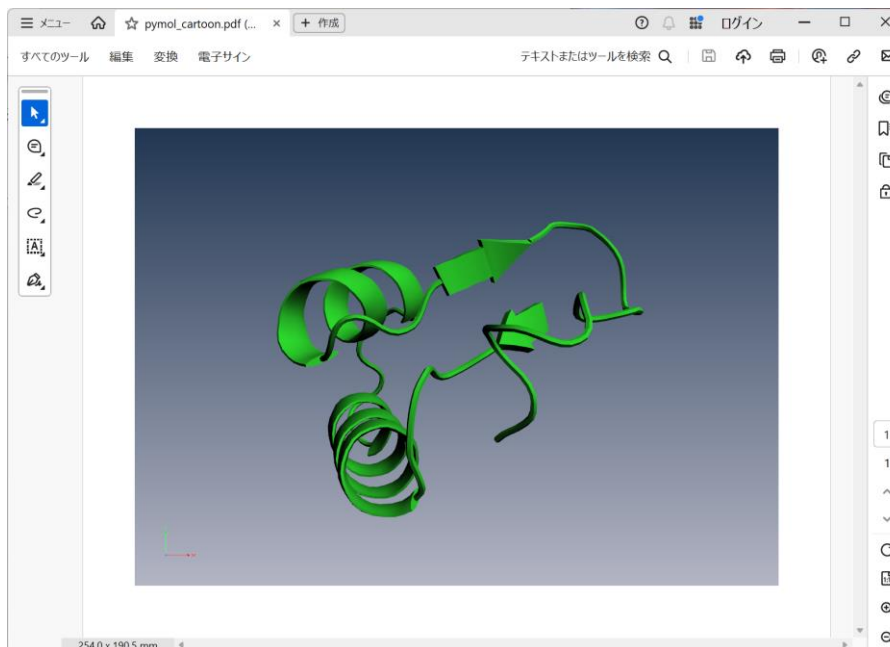 メニュー pymol_cartoon.pdf (... × + 作成 ログイン
すべてのツール 編集 変換 電子サイン テキストまたはツールを検索
1
1
254.0 x 190.5 mm